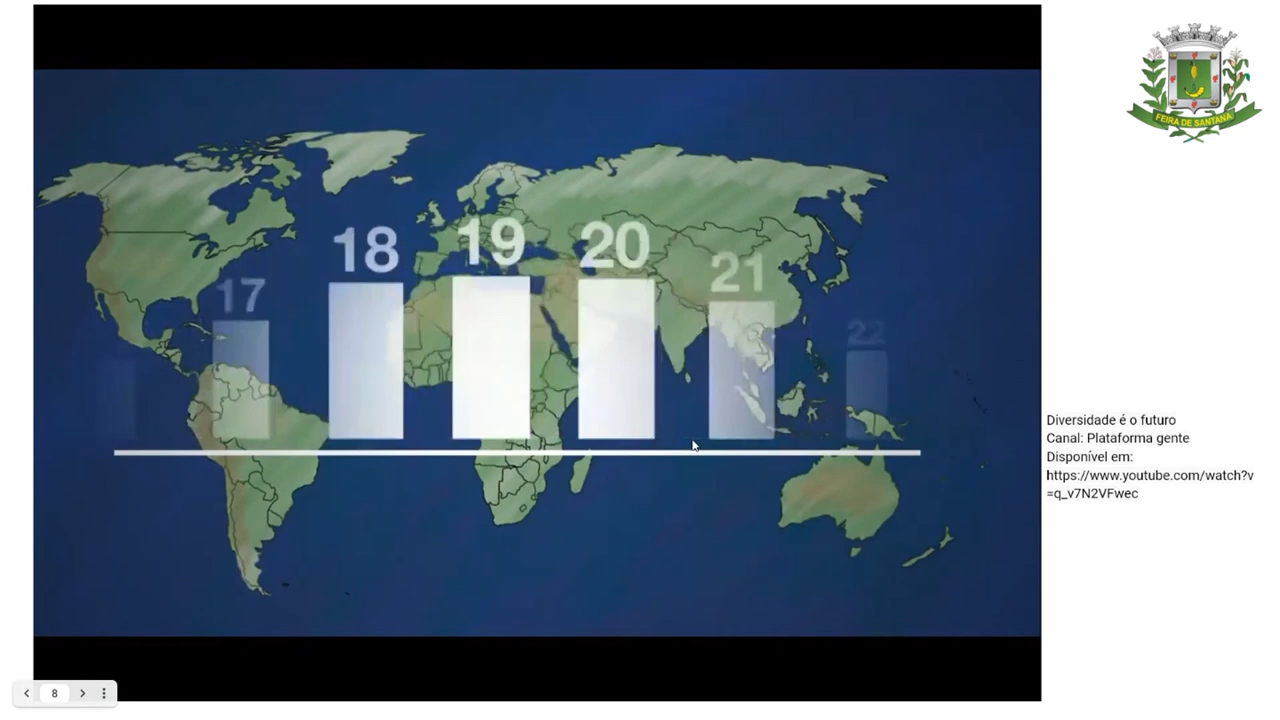 FEIRA DE SANTANA
17
18
19
20
21
22
Diversidade é o futuro
Canal: Plataforma gente
Disponível em:
https://www.youtube.com/watch?v
=q_v7N2VFwec
8